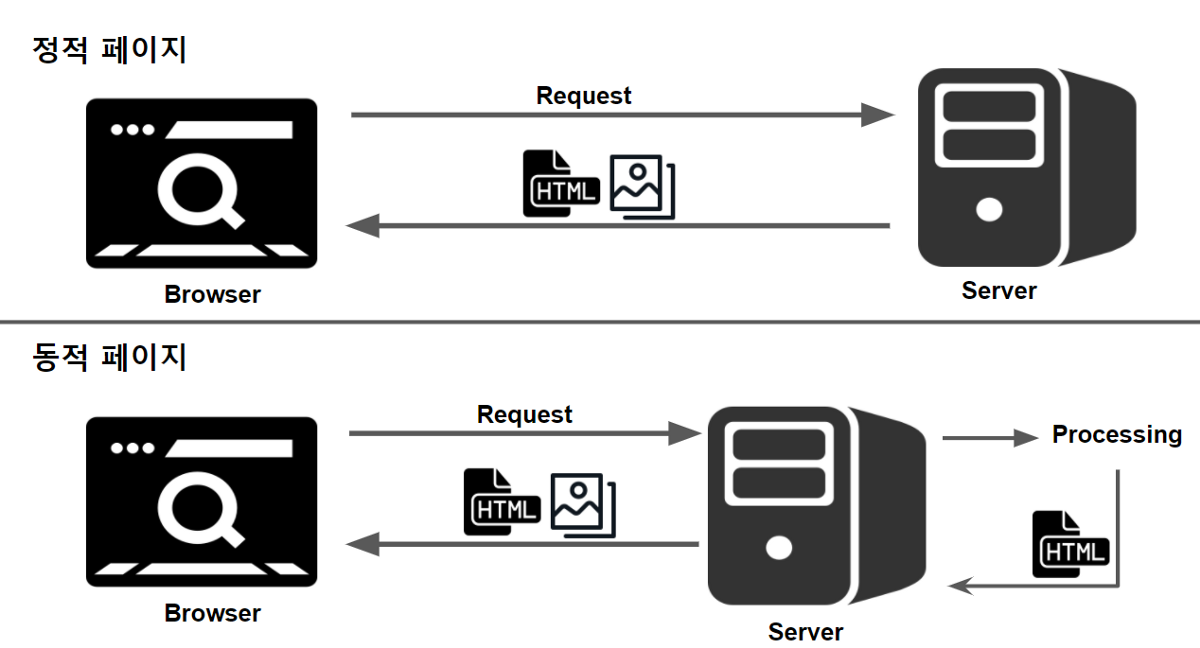 정적 페이지
Request
HTML
Browser
Server
동적 페이지
Request
Processing
HTML
HTML
Browser
Server